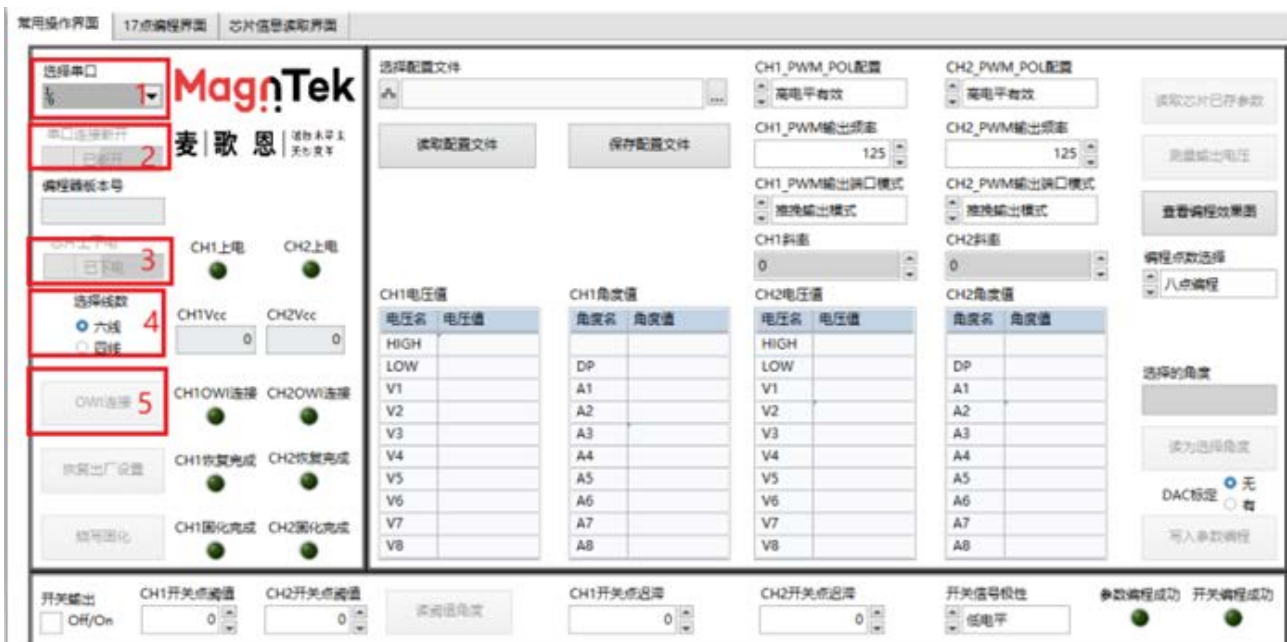 常用操作界面 17点编程界面 芯片信息读取界面
选择串口
1
串口连接断开
已断开 2
编程器版本号
芯片上下电
已下电 3
选择线数
六线
四线
4
OWI连接 5
恢复出厂设置
烧写固化
MagnTek
麦歌恩
CH1上电 CH2上电
CH1Vcc CH2Vcc
0 0
CH1OWI连接 CH2OWI连接
CH1恢复完成 CH2恢复完成
CH1固化完成 CH2固化完成
选择配置文件
...
读取配置文件 保存配置文件
CH1_PWM_POL配置 CH2_PWM_POL配置
高电平有效 高电平有效
CH1_PWM输出频率 CH2_PWM输出频率
125 125
CH1_PWM输出端口模式 CH2_PWM输出端口模式
推挽输出模式 推挽输出模式
CH1斜率 CH2斜率
0 0
CH1电压值 CH1角度值 CH2电压值 CH2角度值
电压名 电压值 角度名 角度值 电压名 电压值 角度名 角度值
HIGH HIGH
LOW DP LOW DP
V1 A1 V1 A1
V2 A2 V2 A2
V3 A3 V3 A3
V4 A4 V4 A4
V5 A5 V5 A5
V6 A6 V6 A6
V7 A7 V7 A7
V8 A8 V8 A8
读取芯片已存参数
测量输出电压
查看编程效果图
编程点数选择
八点编程
选择的角度
读为选择角度
DAC标定 无
有
写入参数编程
开关输出 CH1开关点阈值 CH2开关点阈值 CH1开关点迟滞 CH2开关点迟滞 开关信号极性 参数编程成功 开关编程成功
Off/On 0 0 读阈值角度 0 0 低电平